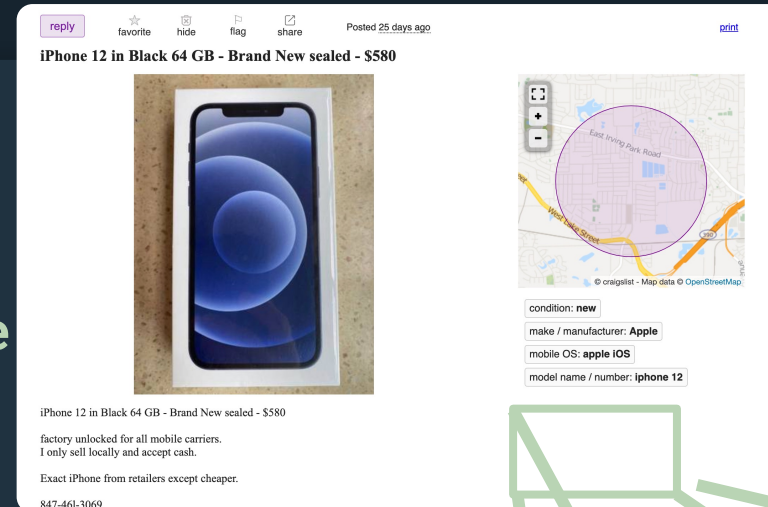 reply
favorite
hide
flag
share
Posted 25 days ago
print
iPhone 12 in Black 64 GB - Brand New sealed - $580
+
−
East Irving Park Road
West Lake Street
390
© craigslist - Map data © OpenStreetMap
condition: new
make / manufacturer: Apple
mobile OS: apple iOS
model name / number: iphone 12
e
iPhone 12 in Black 64 GB - Brand New sealed - $580
factory unlocked for all mobile carriers.
I only sell locally and accept cash.
Exact iPhone from retailers except cheaper.
847-46l-3069